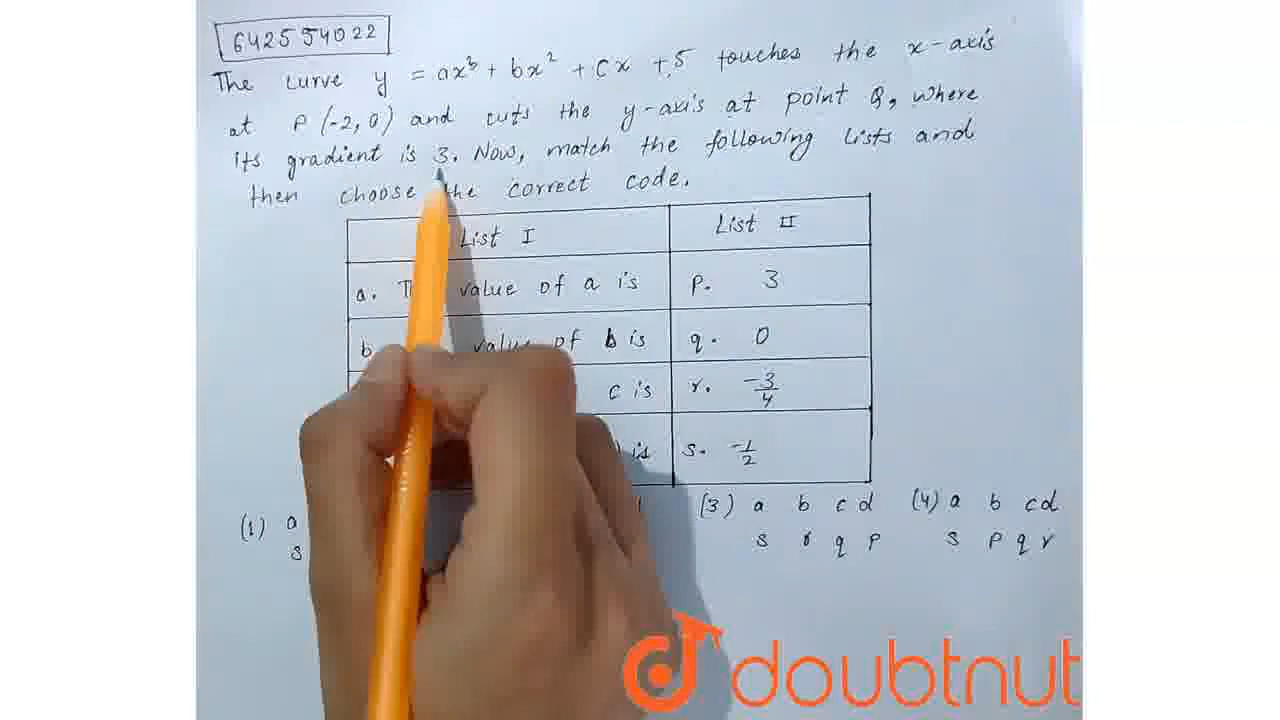 6425 54022
The curve y = ax³ + bx² + cx + 5 touches the x-axis
at P(-2, 0) and cuts the y-axis at point Q, where
its gradient is 3. Now, match the following Lists and
then choose the correct code.
List I List II
a. value of a is p. 3
b value of b is q. 0
c is r. -3/4
is s. -1/2
(1) a (3) a b c d (4) a b c d
s s r q p s p q r
doubtnut